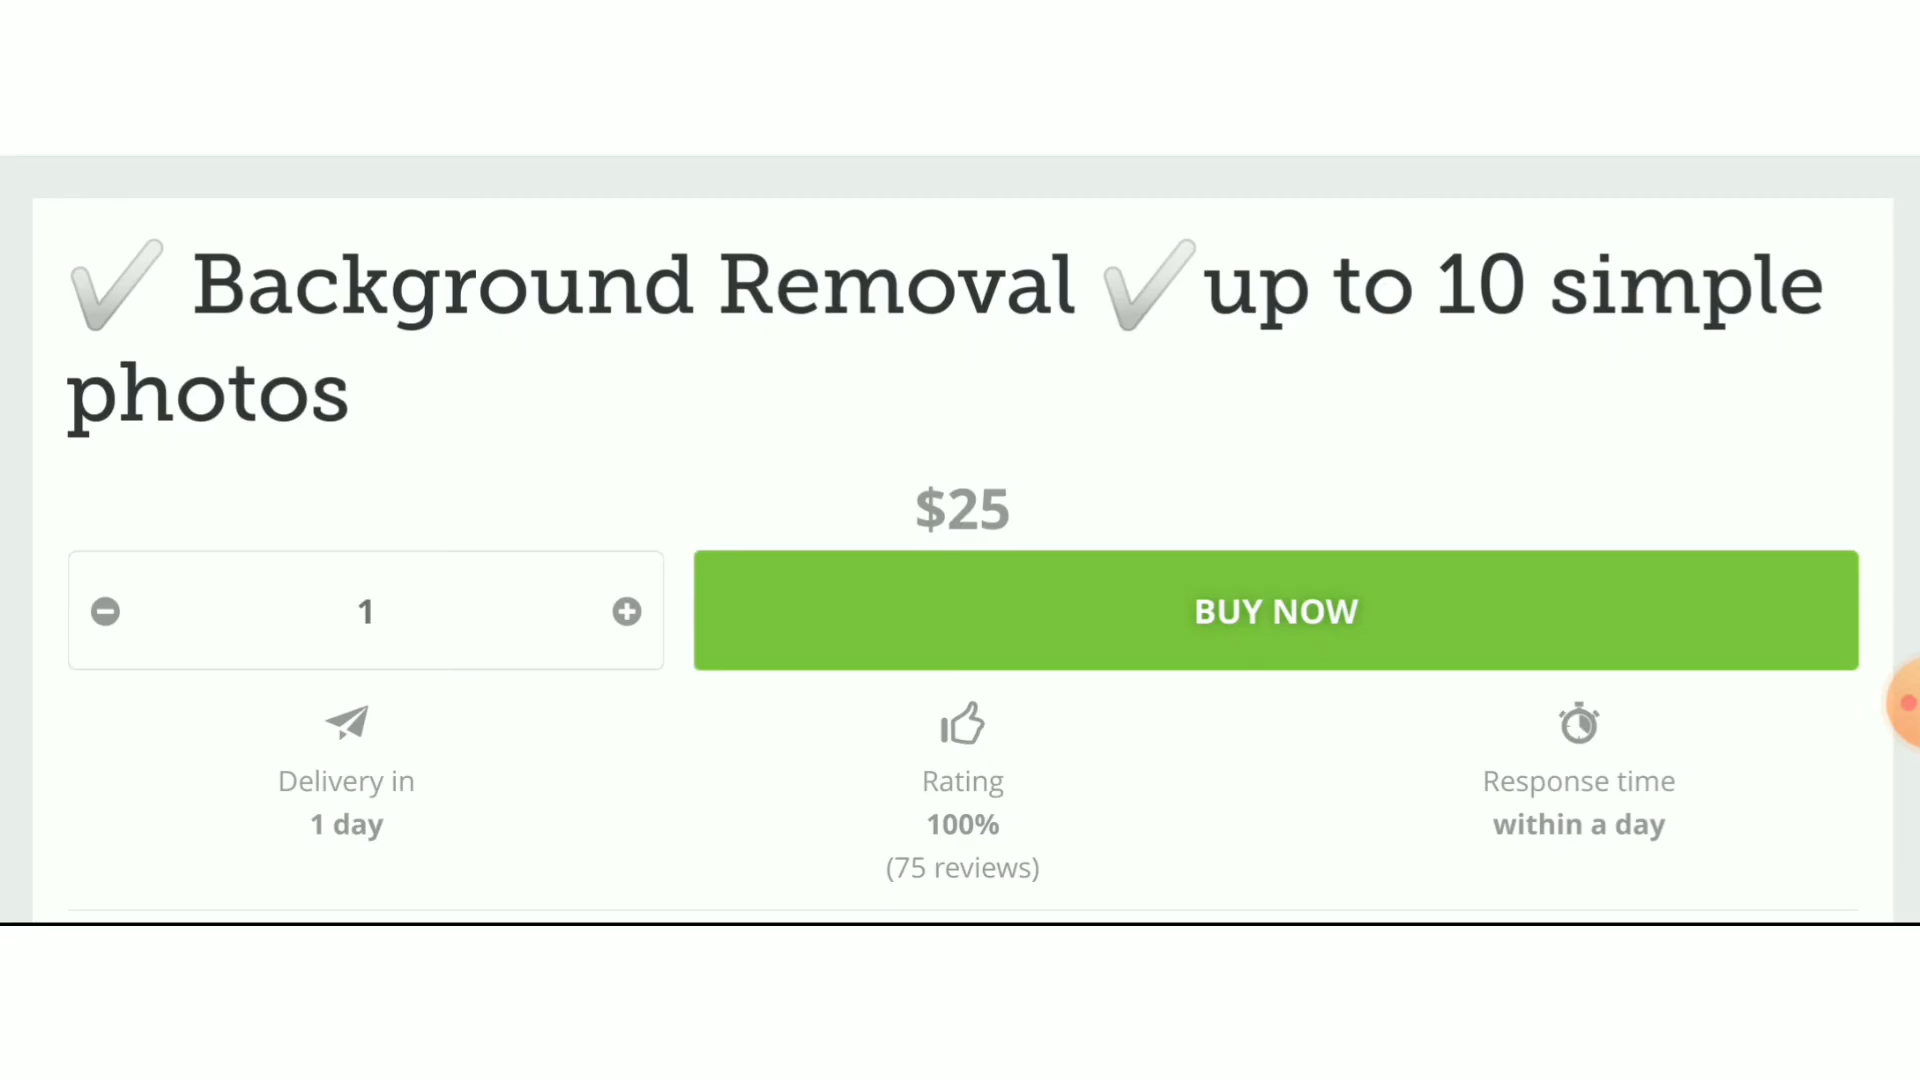 ✔ Background Removal ✔up to 10 simple
photos
$25
1
BUY NOW
Delivery in
1 day
Rating
100%
(75 reviews)
Response time
within a day